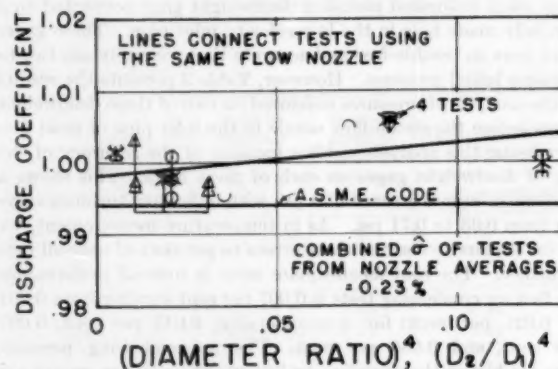 1.02
LINES CONNECT TESTS USING
THE SAME FLOW NOZZLE
1.01
4 TESTS
1.00
A.S.M.E. CODE
.99
COMBINED σ̂ OF TESTS
FROM NOZZLE AVERAGES
= 0.23 %
.98
0 .05 0.10
DISCHARGE COEFFICIENT
(DIAMETER RATIO)⁴, (D₂/D₁)⁴